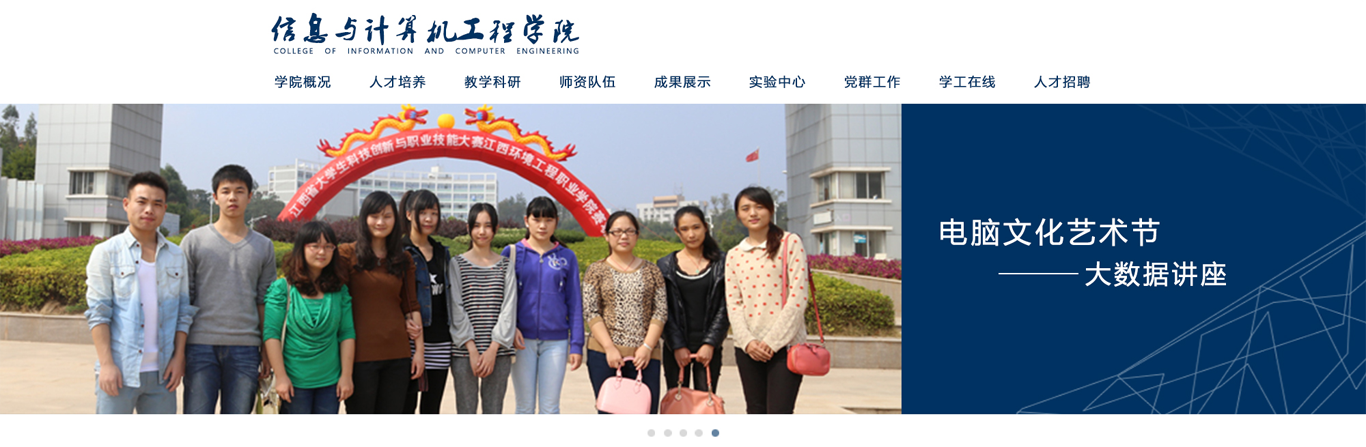 信息与计算机工程学院
COLLEGE OF INFORMATION AND COMPUTER ENGINEERING
学院概况 人才培养 教学科研 师资队伍 成果展示 实验中心 党群工作 学工在线 人才招聘
江西省大学生科技创新与职业技能大赛江西环境工程职业学院赛
电脑文化艺术节
——大数据讲座